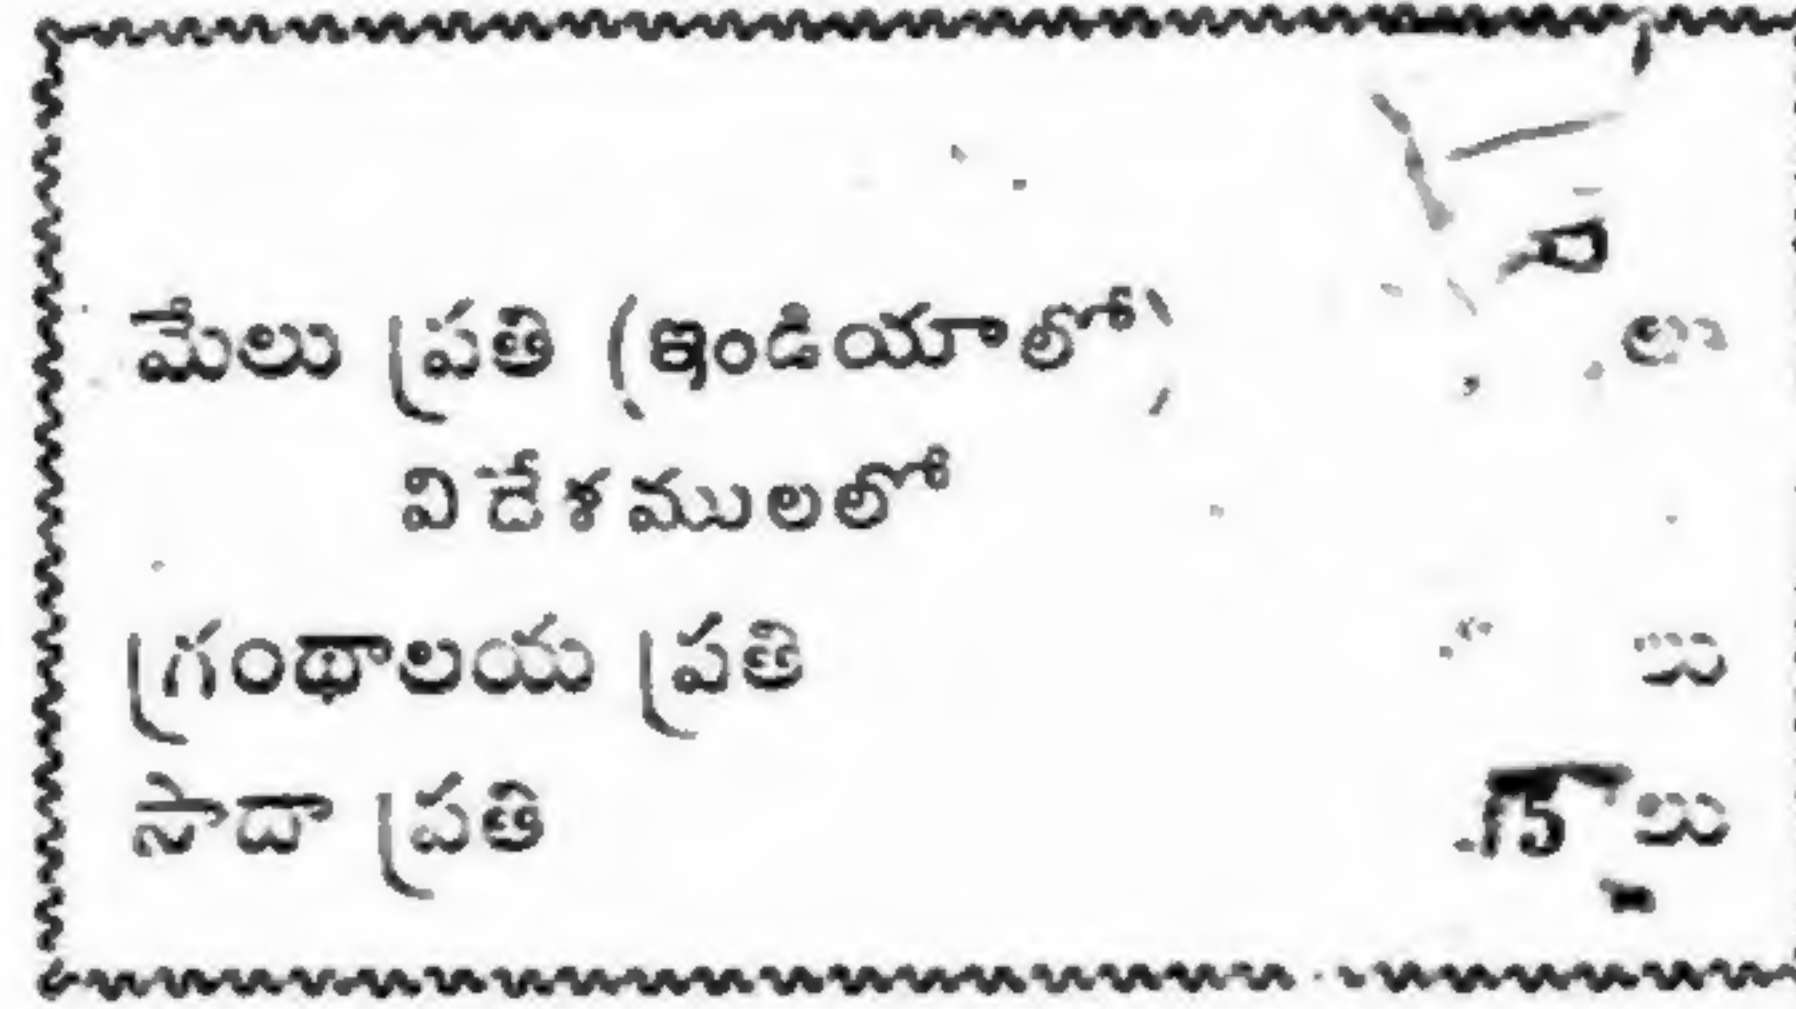 మేలు ప్రతి (ఇండియాలో)
విదేశములలో
గ్రంథాలయ ప్రతి
సాదా ప్రతి